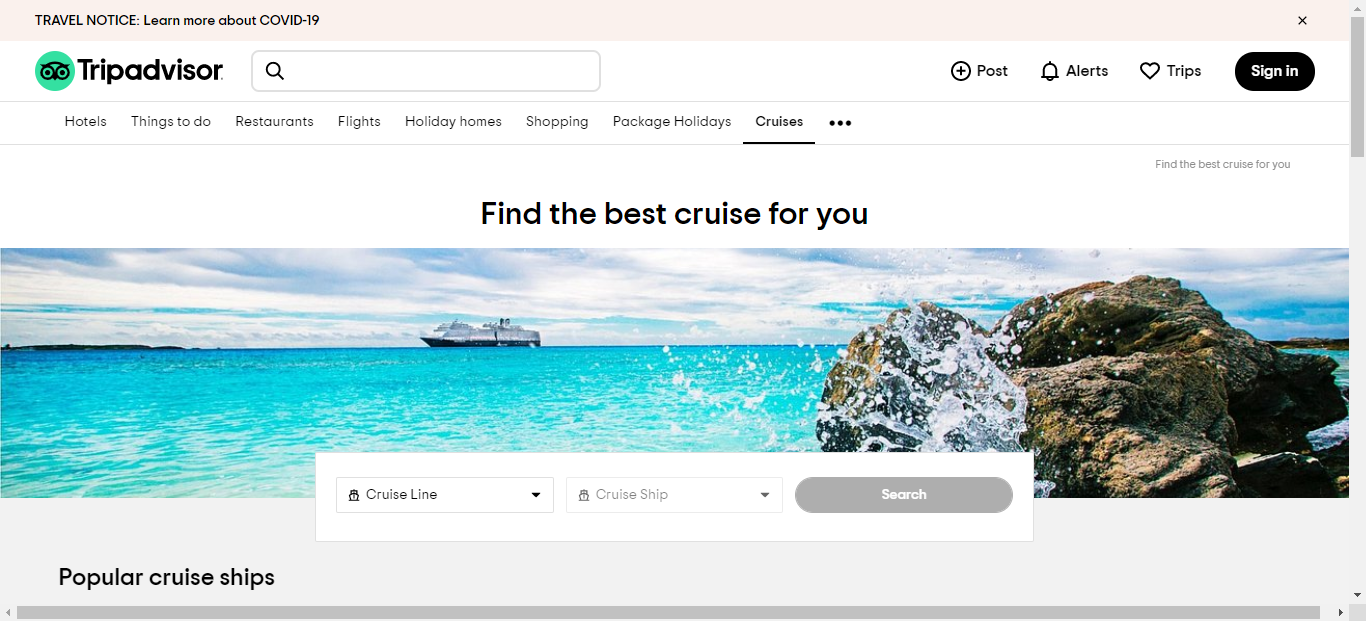 TRAVEL NOTICE: Learn more about COVID-19
Tripadvisor
Post
Alerts
Trips
Sign in
Hotels
Things to do
Restaurants
Flights
Holiday homes
Shopping
Package Holidays
Cruises
Find the best cruise for you
Find the best cruise for you
Cruise Line
Cruise Ship
Search
Popular cruise ships